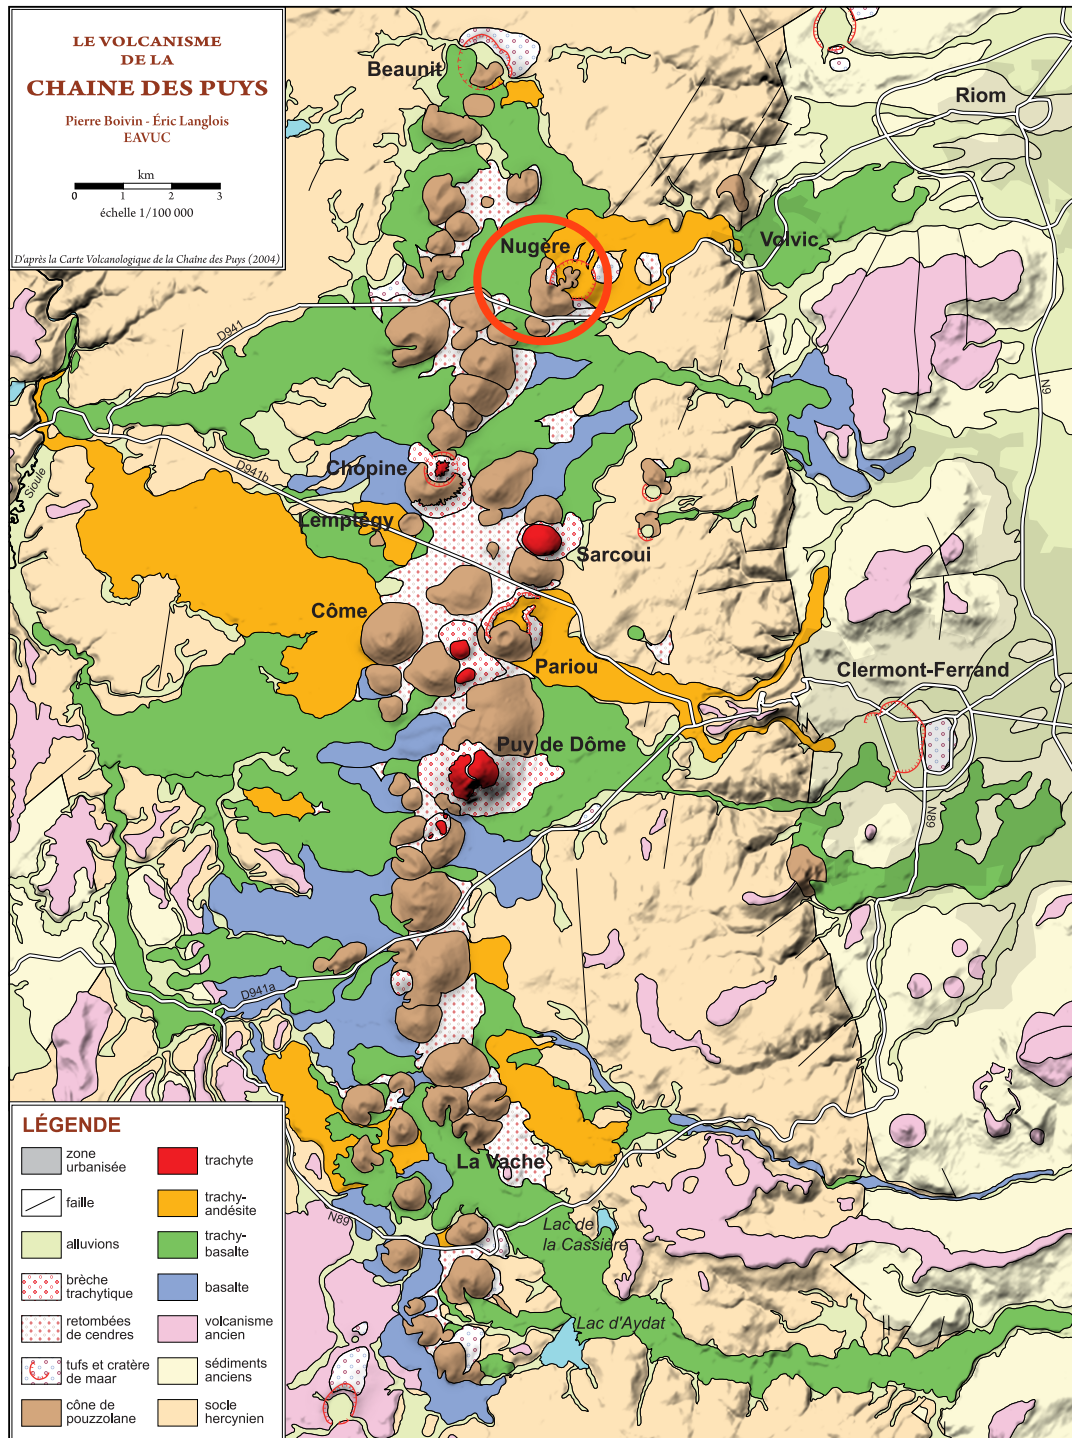 LE VOLCANISME
DE LA
CHAINE DES PUYS
Pierre Boivin - Éric Langlois
EAVUC
km
0 1 2 3
échelle 1/100 000
D'après la Carte Volcanologique de la Chaîne des Puys (2004)
Beaunit
Riom
Nugère
Volvic
D941
N9
Chopine
D941b
Sioule
Lemptégy
Sarcoui
Côme
Pariou
Clermont-Ferrand
Puy de Dôme
N89
D941a
La Vache
N89
Lac de
la Cassière
Lac d'Aydat
LÉGENDE
zone
urbanisée
faille
alluvions
brèche
trachytique
retombées
de cendres
tufs et cratère
de maar
cône de
pouzzolane
trachyte
trachy-
andésite
trachy-
basalte
basalte
volcanisme
ancien
sédiments
anciens
socle
hercynien